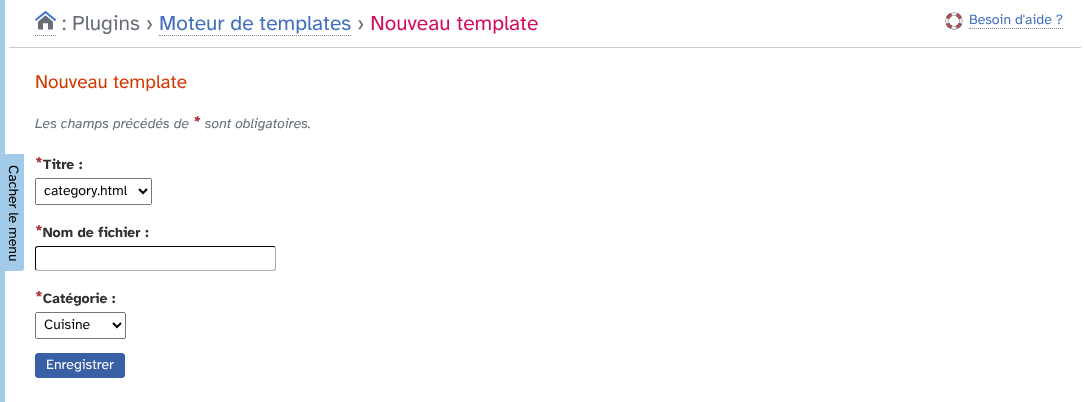 : Plugins › Moteur de templates › Nouveau template
Besoin d'aide ?
Nouveau template
Les champs précédés de * sont obligatoires.
Cacher le menu
*Titre :
category.html
*Nom de fichier :
*Catégorie :
Cuisine
Enregistrer